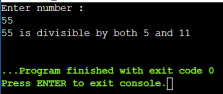 Enter number :
55
55 is divisible by both 5 and 11
...Program finished with exit code 0
Press ENTER to exit console.